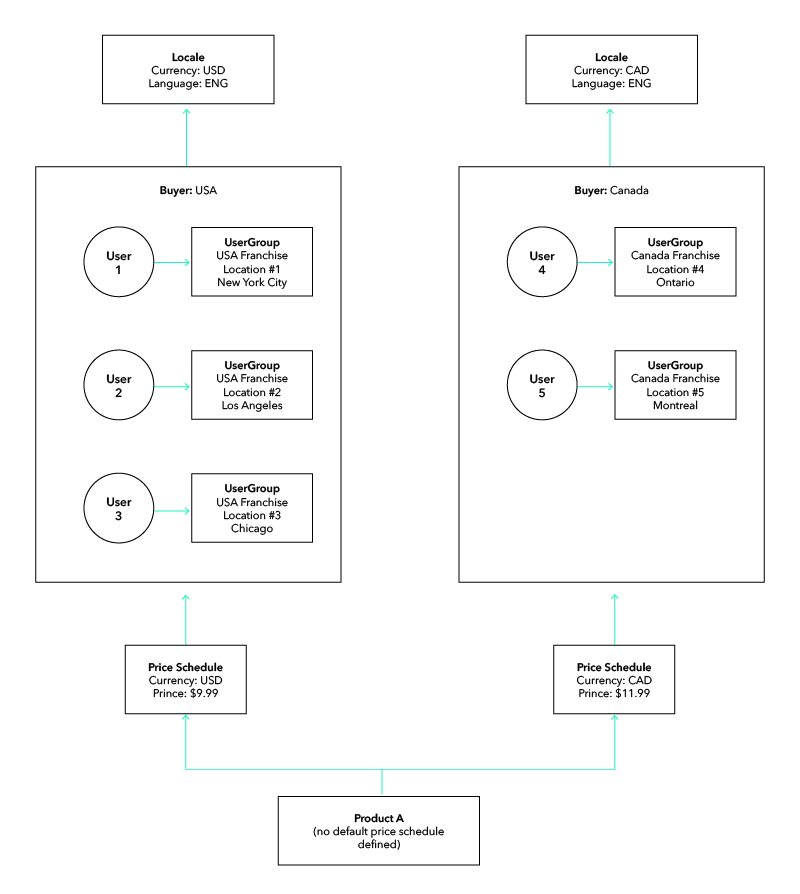 Locale
Currency: USD
Language: ENG
Locale
Currency: CAD
Language: ENG
Buyer: USA
User
1
UserGroup
USA Franchise
Location #1
New York City
User
2
UserGroup
USA Franchise
Location #2
Los Angeles
User
3
UserGroup
USA Franchise
Location #3
Chicago
Buyer: Canada
User
4
UserGroup
Canada Franchise
Location #4
Ontario
User
5
UserGroup
Canada Franchise
Location #5
Montreal
Price Schedule
Currency: USD
Prince: $9.99
Price Schedule
Currency: CAD
Prince: $11.99
Product A
(no default price schedule
defined)